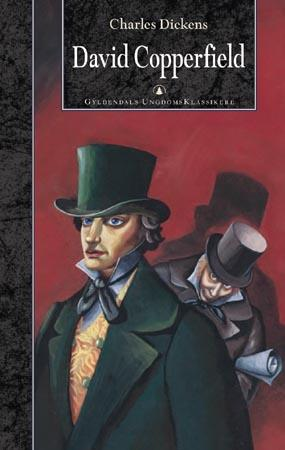 Charles Dickens
David Copperfield
GYLDENDALS UNGDOMSKLASSIKERE